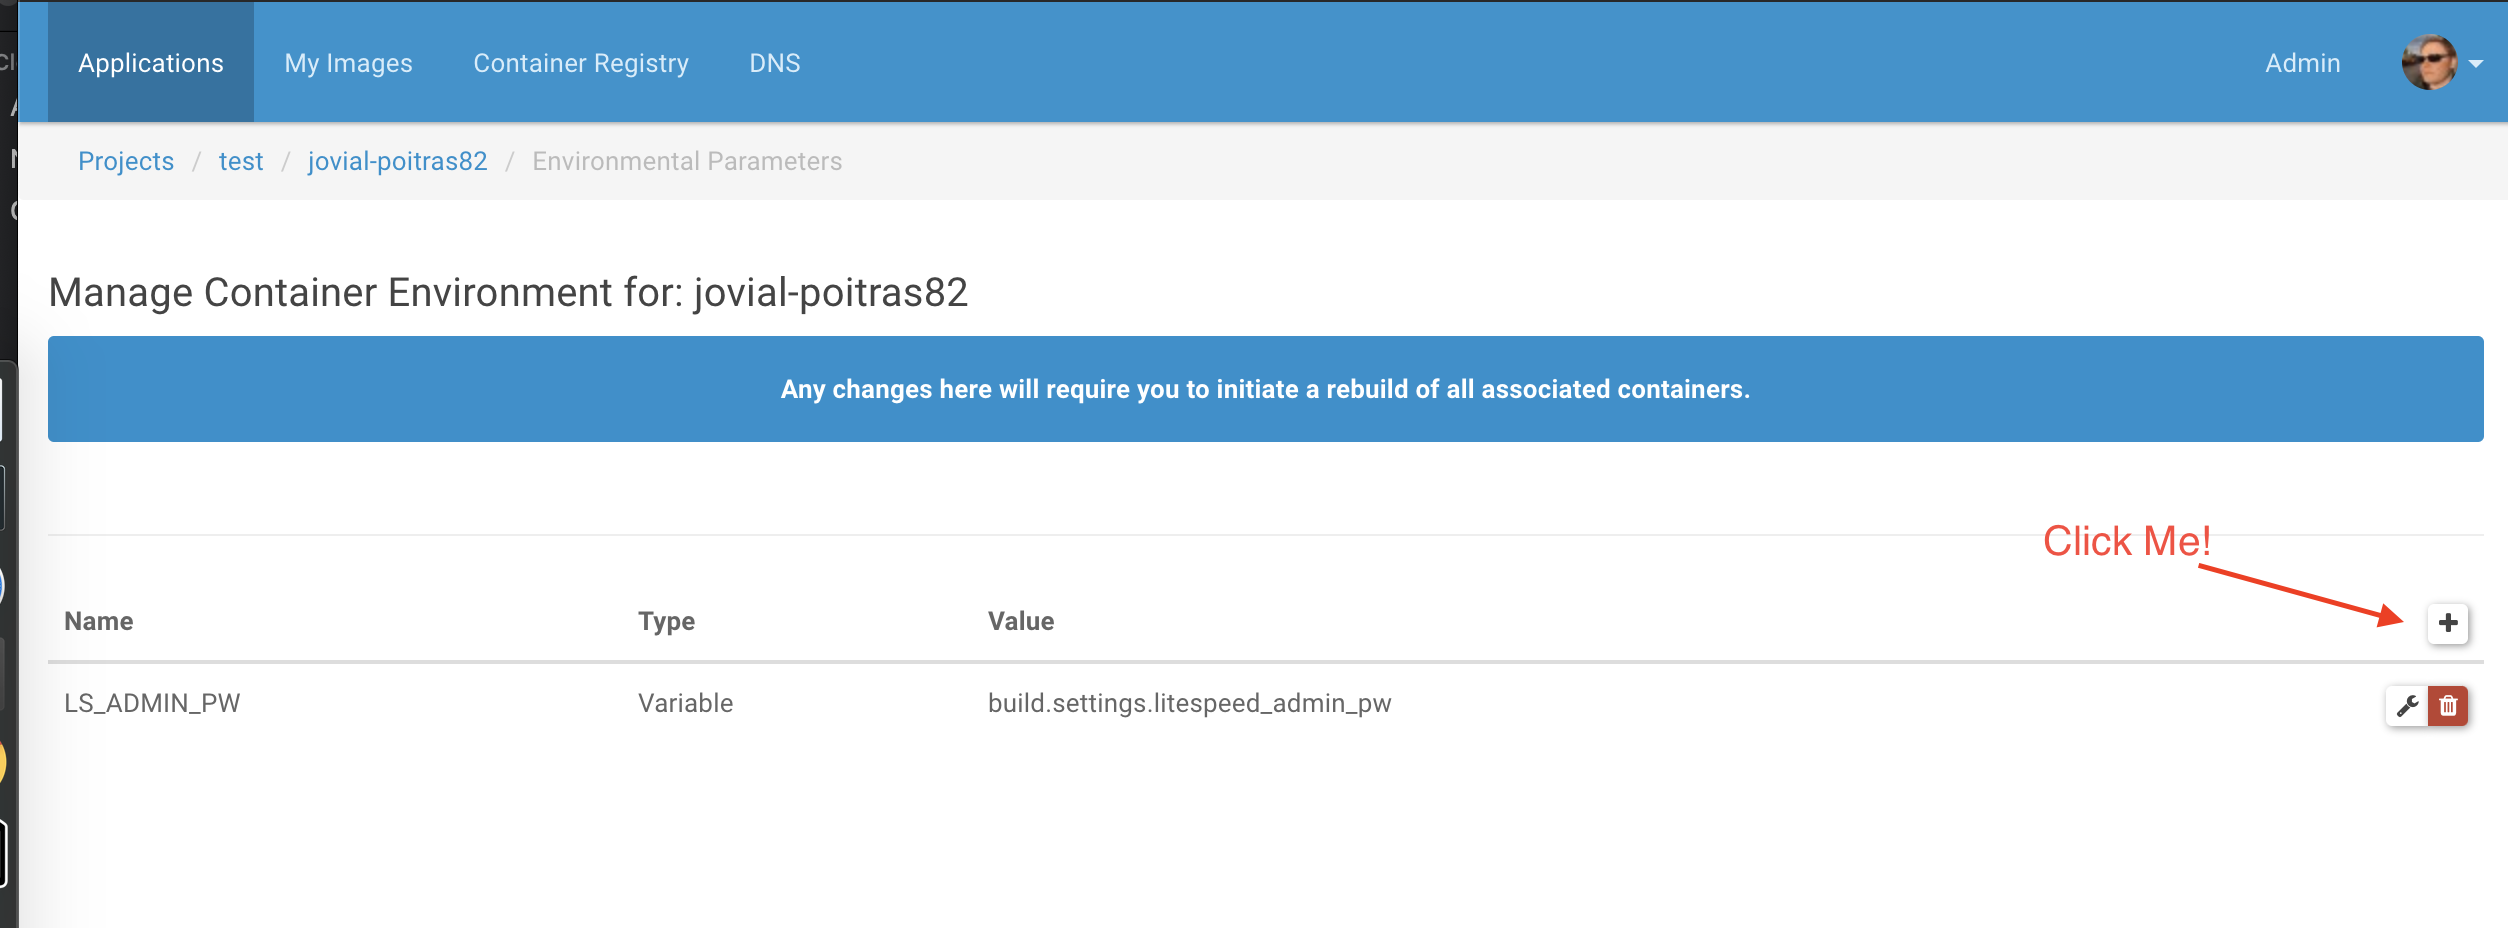 Applications My Images Container Registry DNS Admin
Projects / test / jovial-poitras82 / Environmental Parameters
Manage Container Environment for: jovial-poitras82
Any changes here will require you to initiate a rebuild of all associated containers.
Click Me!
Name Type Value
LS_ADMIN_PW Variable build.settings.litespeed_admin_pw